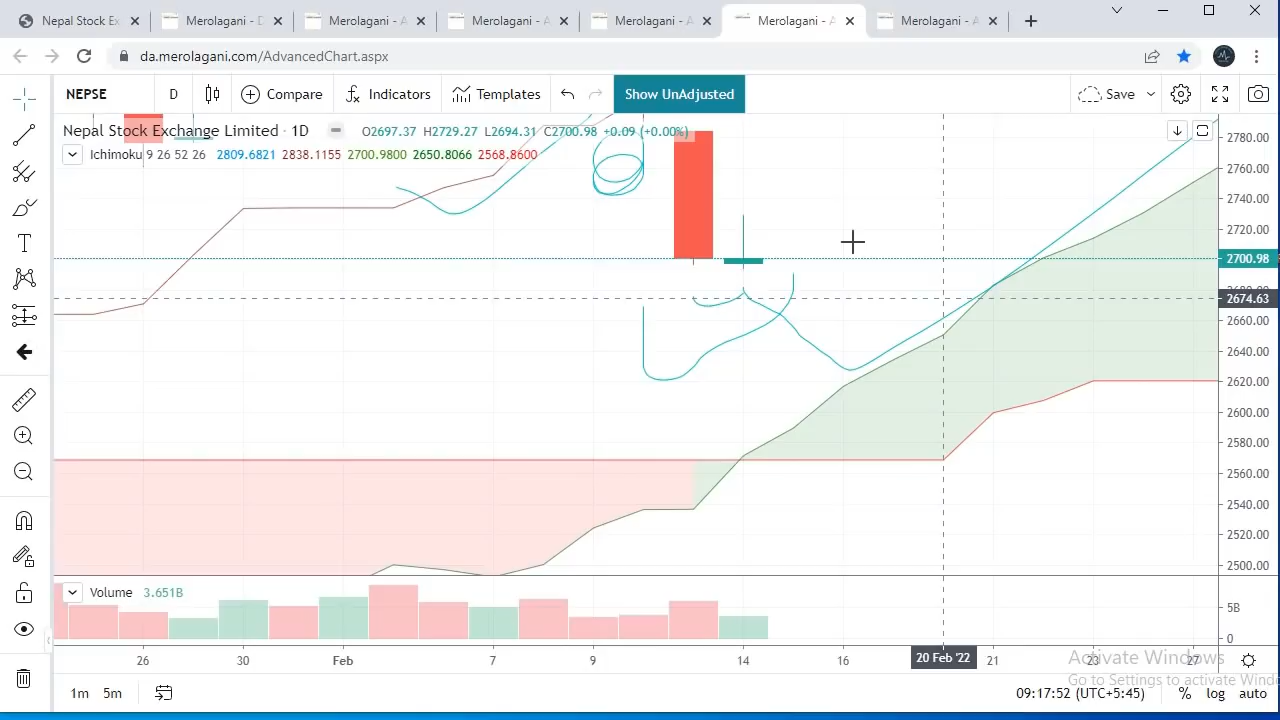 Nepal Stock Ex
Merolagani - D
Merolagani - A
Merolagani - A
Merolagani - A
Merolagani - A
Merolagani - A
da.merolagani.com/AdvancedChart.aspx
NEPSE
D
Compare
Indicators
Templates
Show UnAdjusted
Save
Nepal Stock Exchange Limited · 1D
O2697.37 H2729.27 L2694.31 C2700.98 +0.09 (+0.00%)
Ichimoku 9 26 52 26 2809.6821 2838.1155 2700.9800 2650.8066 2568.8600
2780.00
2760.00
2740.00
2720.00
2700.98
2674.63
2660.00
2640.00
2620.00
2600.00
2580.00
2560.00
2540.00
2520.00
2500.00
Volume 3.651B
5B
0
26 30 Feb 7 9 14 16 20 Feb '22 21 23 27
Activate Windows
Go to Settings to activate Wind
1m 5m
09:17:52 (UTC+5:45)
% log auto